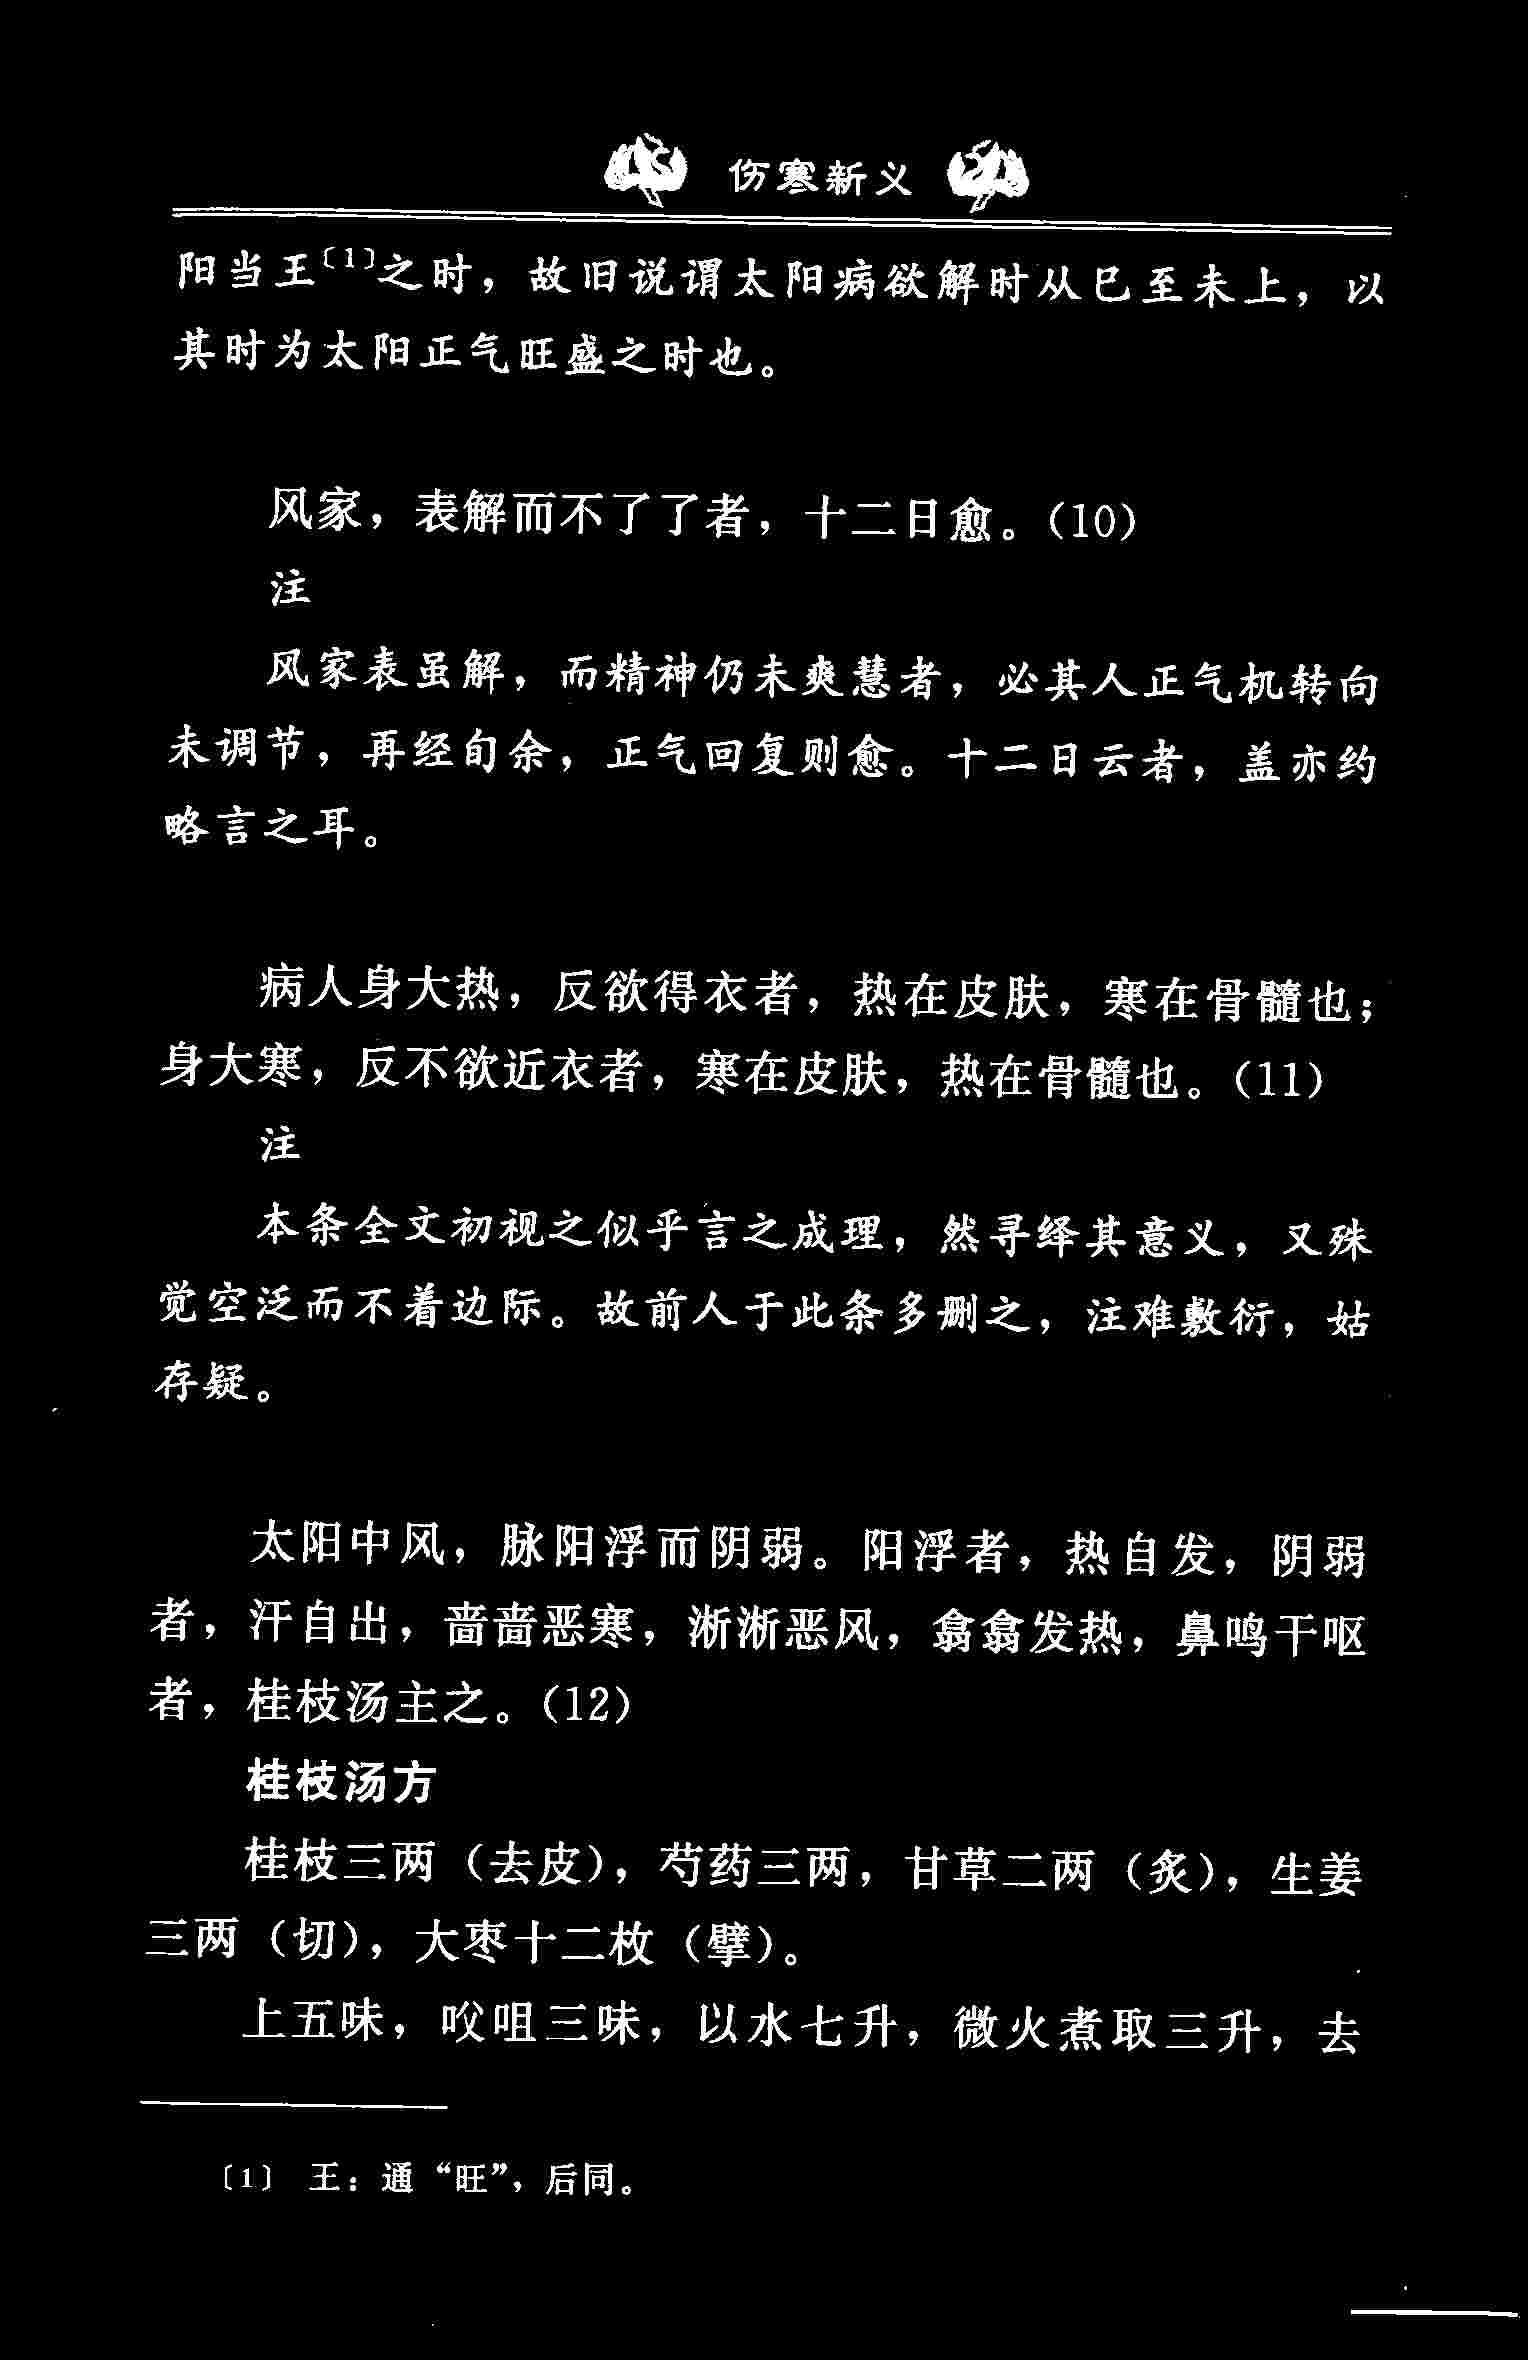 伤寒新义
阳当王〔1〕之时，故旧说谓太阳病欲解时从巳至未上，以
其时为太阳正气旺盛之时也。
风家，表解而不了了者，十二日愈。(10)
注
风家表虽解，而精神仍未爽慧者，必其人正气机转向
未调节，再经旬余，正气回复则愈。十二日云者，盖亦约
略言之耳。
病人身大热，反欲得衣者，热在皮肤，寒在骨髓也；
身大寒，反不欲近衣者，寒在皮肤，热在骨髓也。(11)
注
本条全文初视之似乎言之成理，然寻绎其意义，又殊
觉空泛而不着边际。故前人于此条多删之，注难敷衍，姑
存疑。
太阳中风，脉阳浮而阴弱。阳浮者，热自发，阴弱
者，汗自出，啬啬恶寒，淅淅恶风，翕翕发热，鼻鸣干呕
者，桂枝汤主之。(12)
桂枝汤方
桂枝三两（去皮），芍药三两，甘草二两（炙），生姜
三两（切），大枣十二枚（擘）。
上五味，㕮咀三味，以水七升，微火煮取三升，去
〔1〕 王：通“旺”，后同。